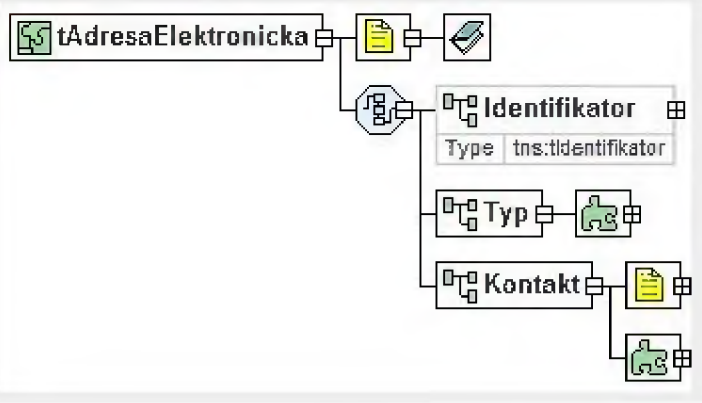 tAdresaElektronicka
Identifikator
Type tns:tIdentifikator
Typ
Kontakt